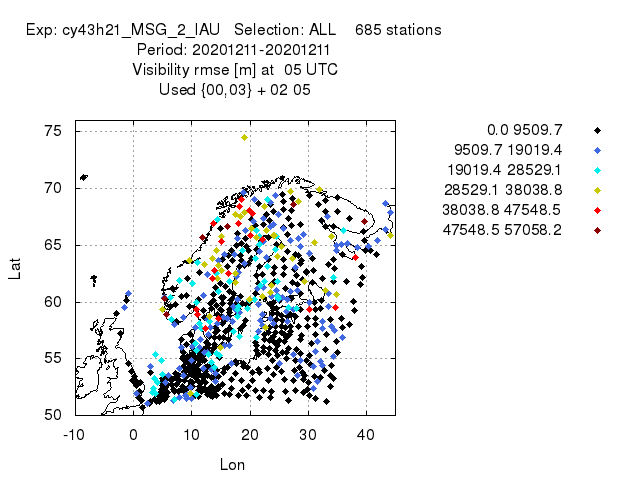 Exp: cy43h21_MSG_2_IAU   Selection: ALL    685 stations
Period: 20201211-20201211
Visibility rmse [m] at  05 UTC
Used {00,03} + 02 05
0.0 9509.7
9509.7 19019.4
19019.4 28529.1
28529.1 38038.8
38038.8 47548.5
47548.5 57058.2
75
70
65
60
55
50
Lat
-10 0 10 20 30 40
Lon